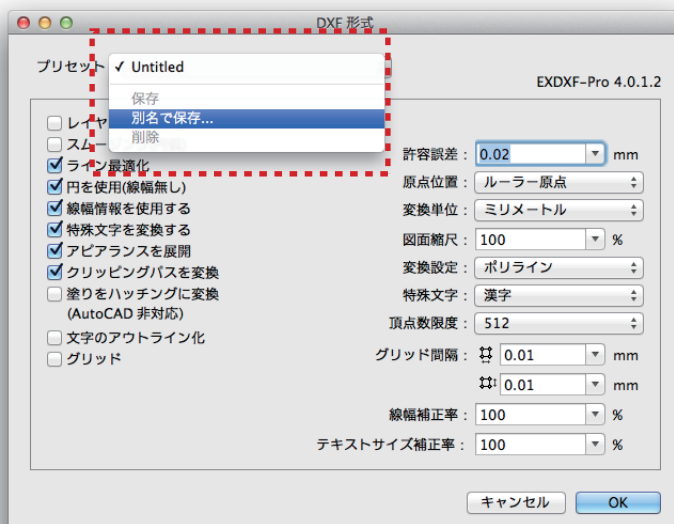 DXF 形式
プリセット
✓ Untitled
保存
別名で保存...
削除
EXDXF-Pro 4.0.1.2
レイヤ
スムー
ライン最適化
円を使用(線幅無し)
線幅情報を使用する
特殊文字を変換する
アピアランスを展開
クリッピングパスを変換
塗りをハッチングに変換
(AutoCAD 非対応)
文字のアウトライン化
グリッド
許容誤差 : 0.02 mm
原点位置 : ルーラー原点
変換単位 : ミリメートル
図面縮尺 : 100 %
変換設定 : ポリライン
特殊文字 : 漢字
頂点数限度 : 512
グリッド間隔 : 0.01 mm
0.01 mm
線幅補正率 : 100 %
テキストサイズ補正率 : 100 %
キャンセル OK